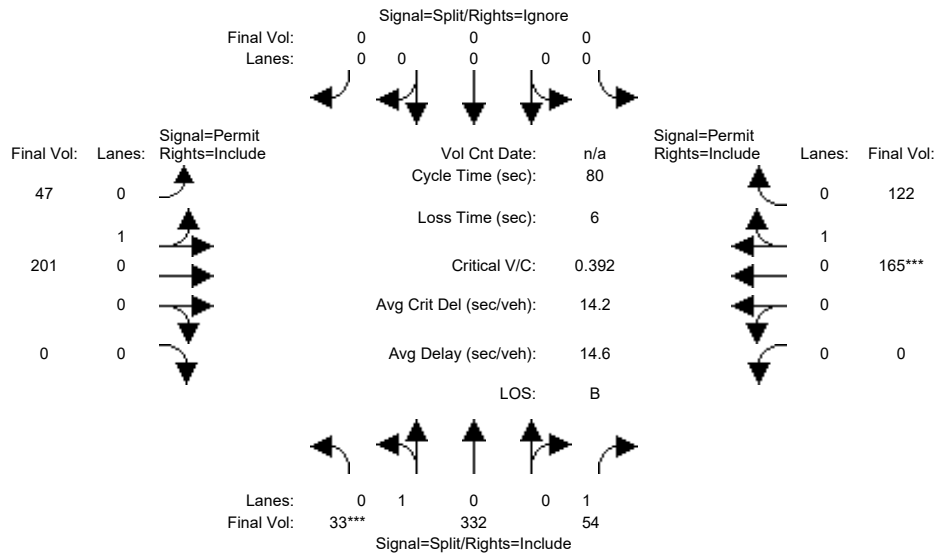 Signal=Split/Rights=Ignore
Final Vol: 0 0 0
Lanes: 0 0 0 0 0
Signal=Permit
Final Vol: Lanes: Rights=Include
Vol Cnt Date: n/a
Signal=Permit
Rights=Include Lanes: Final Vol:
Cycle Time (sec): 80
47 0
0 122
Loss Time (sec): 6
1
1
201 0
Critical V/C: 0.392
0 165***
0
Avg Crit Del (sec/veh): 14.2
0
0 0
Avg Delay (sec/veh): 14.6
0 0
LOS: B
Lanes: 0 1 0 0 1
Final Vol: 33*** 332 54
Signal=Split/Rights=Include